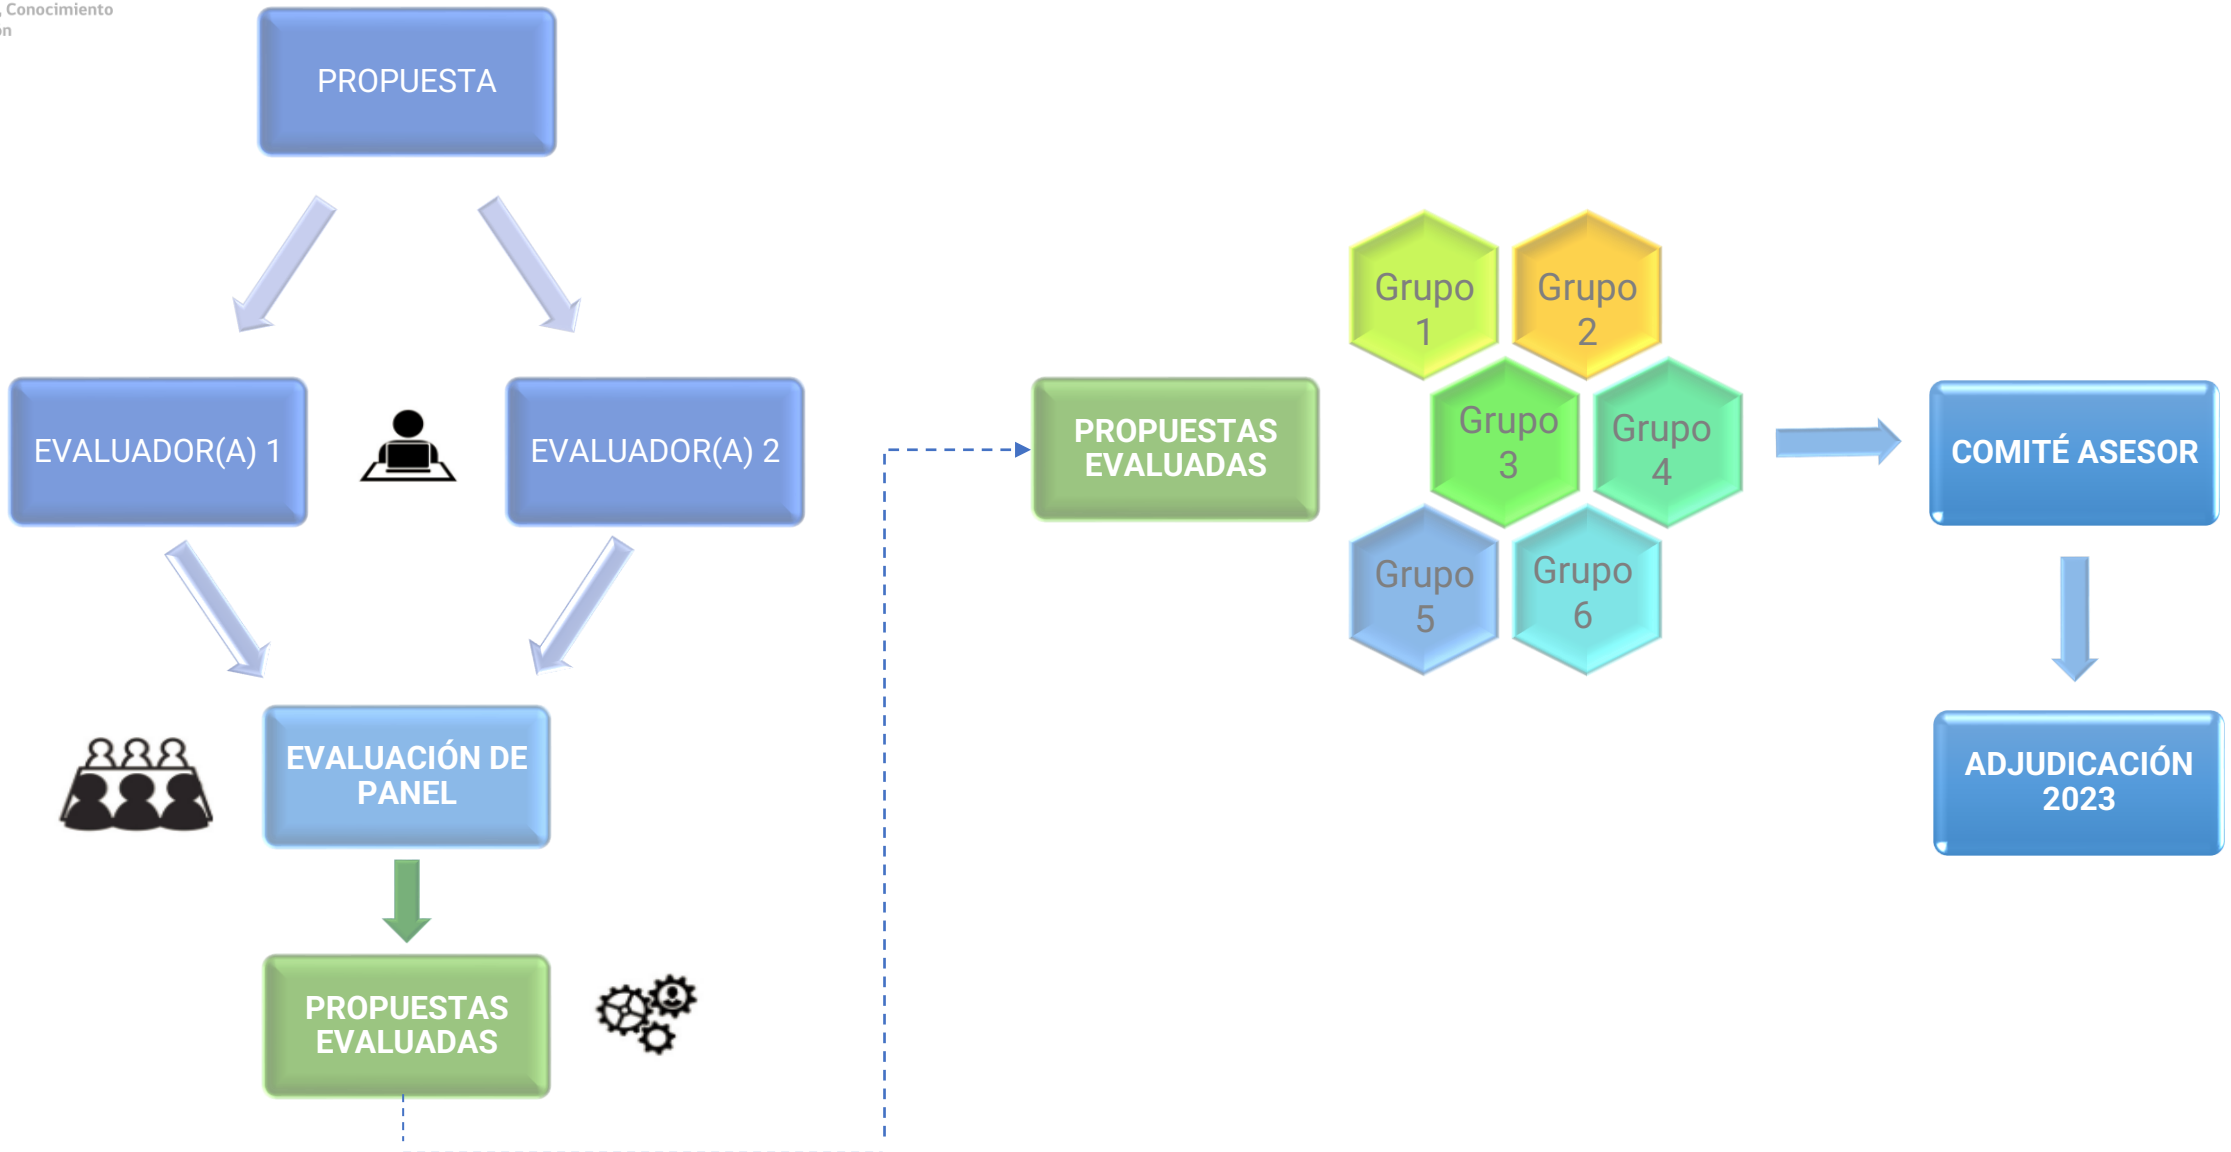 , Conocimiento
PROPUESTA
EVALUADOR(A) 1
EVALUADOR(A) 2
EVALUACIÓN DE
PANEL
PROPUESTAS
EVALUADAS
PROPUESTAS
EVALUADAS
Grupo
1
Grupo
2
Grupo
3
Grupo
4
Grupo
5
Grupo
6
COMITÉ ASESOR
ADJUDICACIÓN
2023